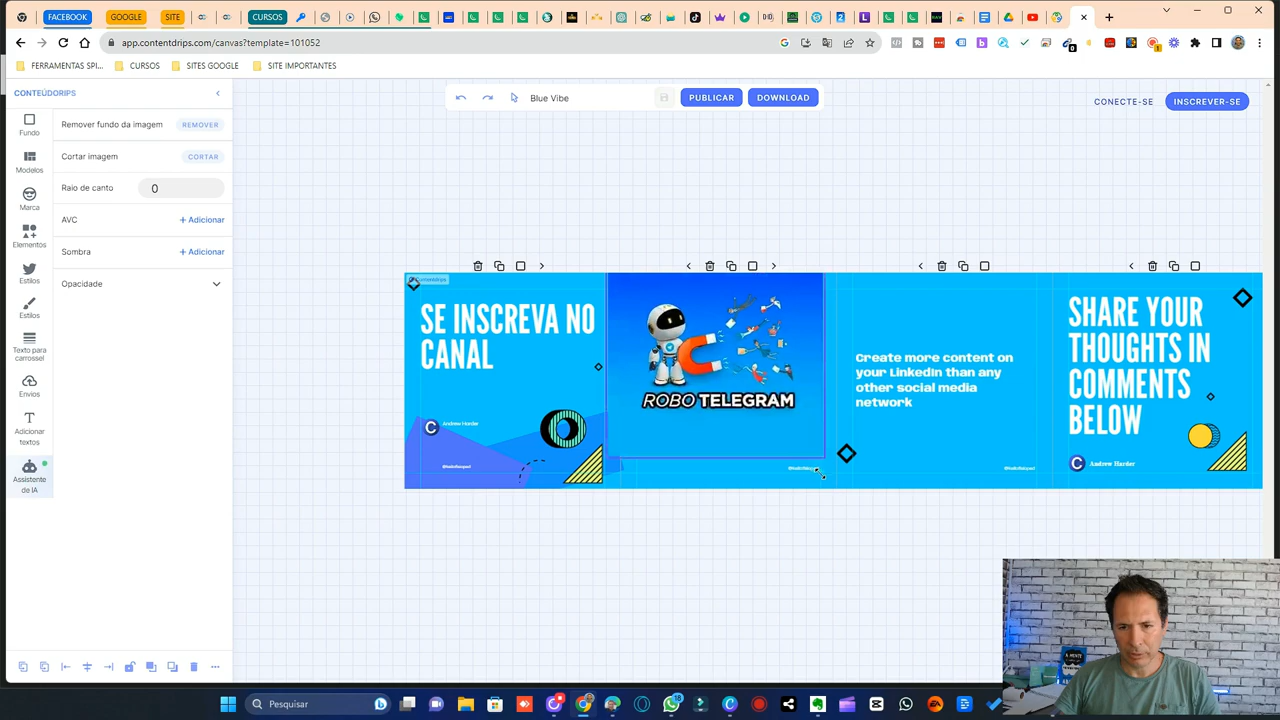 FACEBOOK
GOOGLE
SITE
CURSOS
app.contentdrips.com/canvas?template=101052
FERRAMENTAS SPI...
CURSOS
SITES GOOGLE
SITE IMPORTANTES
CONTEÚDORIPS
Blue Vibe
PUBLICAR
DOWNLOAD
CONECTE-SE
INSCREVER-SE
Fundo
Modelos
Marca
Elementos
Estilos
Estilos
Texto para
carrossel
Envios
Adicionar
textos
Assistente
de IA
Remover fundo da imagem
REMOVER
Cortar imagem
CORTAR
Raio de canto
0
AVC
+ Adicionar
Sombra
+ Adicionar
Opacidade
SE INSCREVA NO
CANAL
Andrew Harder
ROBO TELEGRAM
Create more content on
your LinkedIn than any
other social media
network
SHARE YOUR
THOUGHTS IN
COMMENTS
BELOW
Andrew Harder
Pesquisar
18